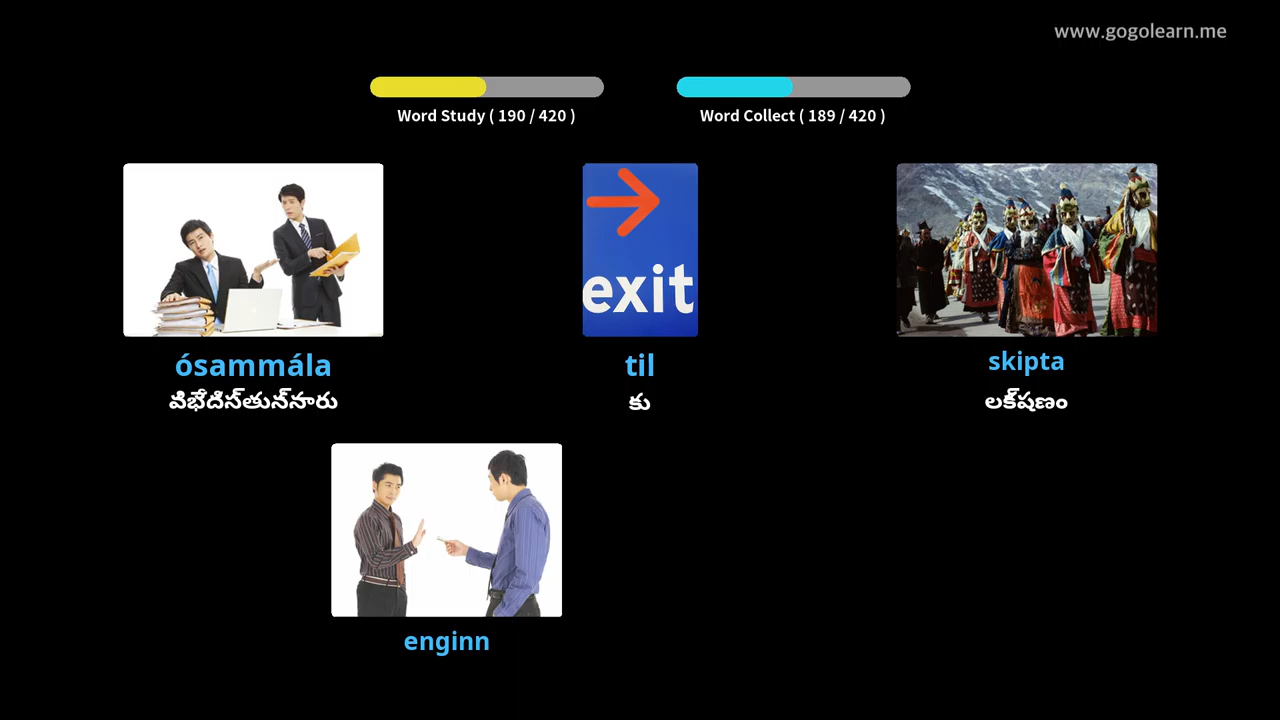 www.gogolearn.me
Word Study ( 190 / 420 )
Word Collect ( 189 / 420 )
exit
ósammála
til
skipta
విభేదిస్తున్నారు
కు
లక్షణం
enginn